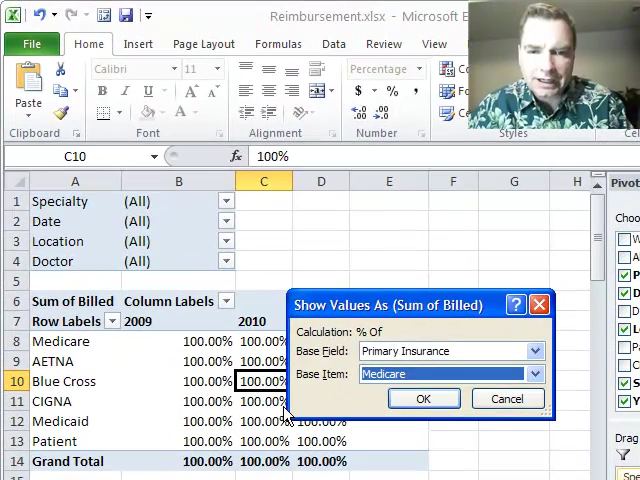 Reimbursement.xlsx - Microsoft E
File Home Insert Page Layout Formulas Data Review View
Paste Calibri 11 Percentage
B I U A A $ % ,
Clipboard Font Alignment Number Styles
C10 fx 100%
A B C D E F G H
1 Specialty (All)
2 Date (All)
3 Location (All)
4 Doctor (All)
5
6 Sum of Billed Column Labels
7 Row Labels 2009 2010
8 Medicare 100.00% 100.00%
9 AETNA 100.00% 100.00%
10 Blue Cross 100.00% 100.00%
11 CIGNA 100.00% 100.00%
12 Medicaid 100.00% 100.00% 100.00%
13 Patient 100.00% 100.00% 100.00%
14 Grand Total 100.00% 100.00% 100.00%
Show Values As (Sum of Billed)
Calculation: % Of
Base Field: Primary Insurance
Base Item: Medicare
OK Cancel
Pivot
Choo
Drag